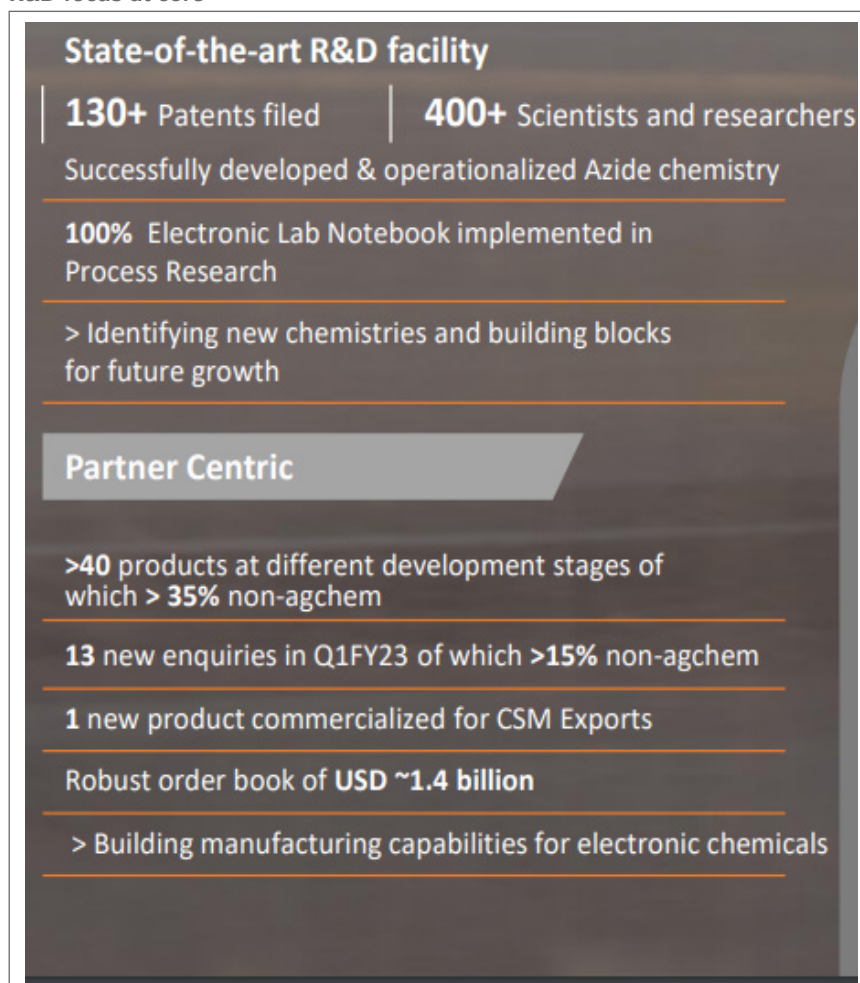 State-of-the-art R&D facility
130+ Patents filed
400+ Scientists and researchers
Successfully developed & operationalized Azide chemistry
100% Electronic Lab Notebook implemented in
Process Research
> Identifying new chemistries and building blocks
for future growth
Partner Centric
>40 products at different development stages of
which > 35% non-agchem
13 new enquiries in Q1FY23 of which >15% non-agchem
1 new product commercialized for CSM Exports
Robust order book of USD ~1.4 billion
> Building manufacturing capabilities for electronic chemicals